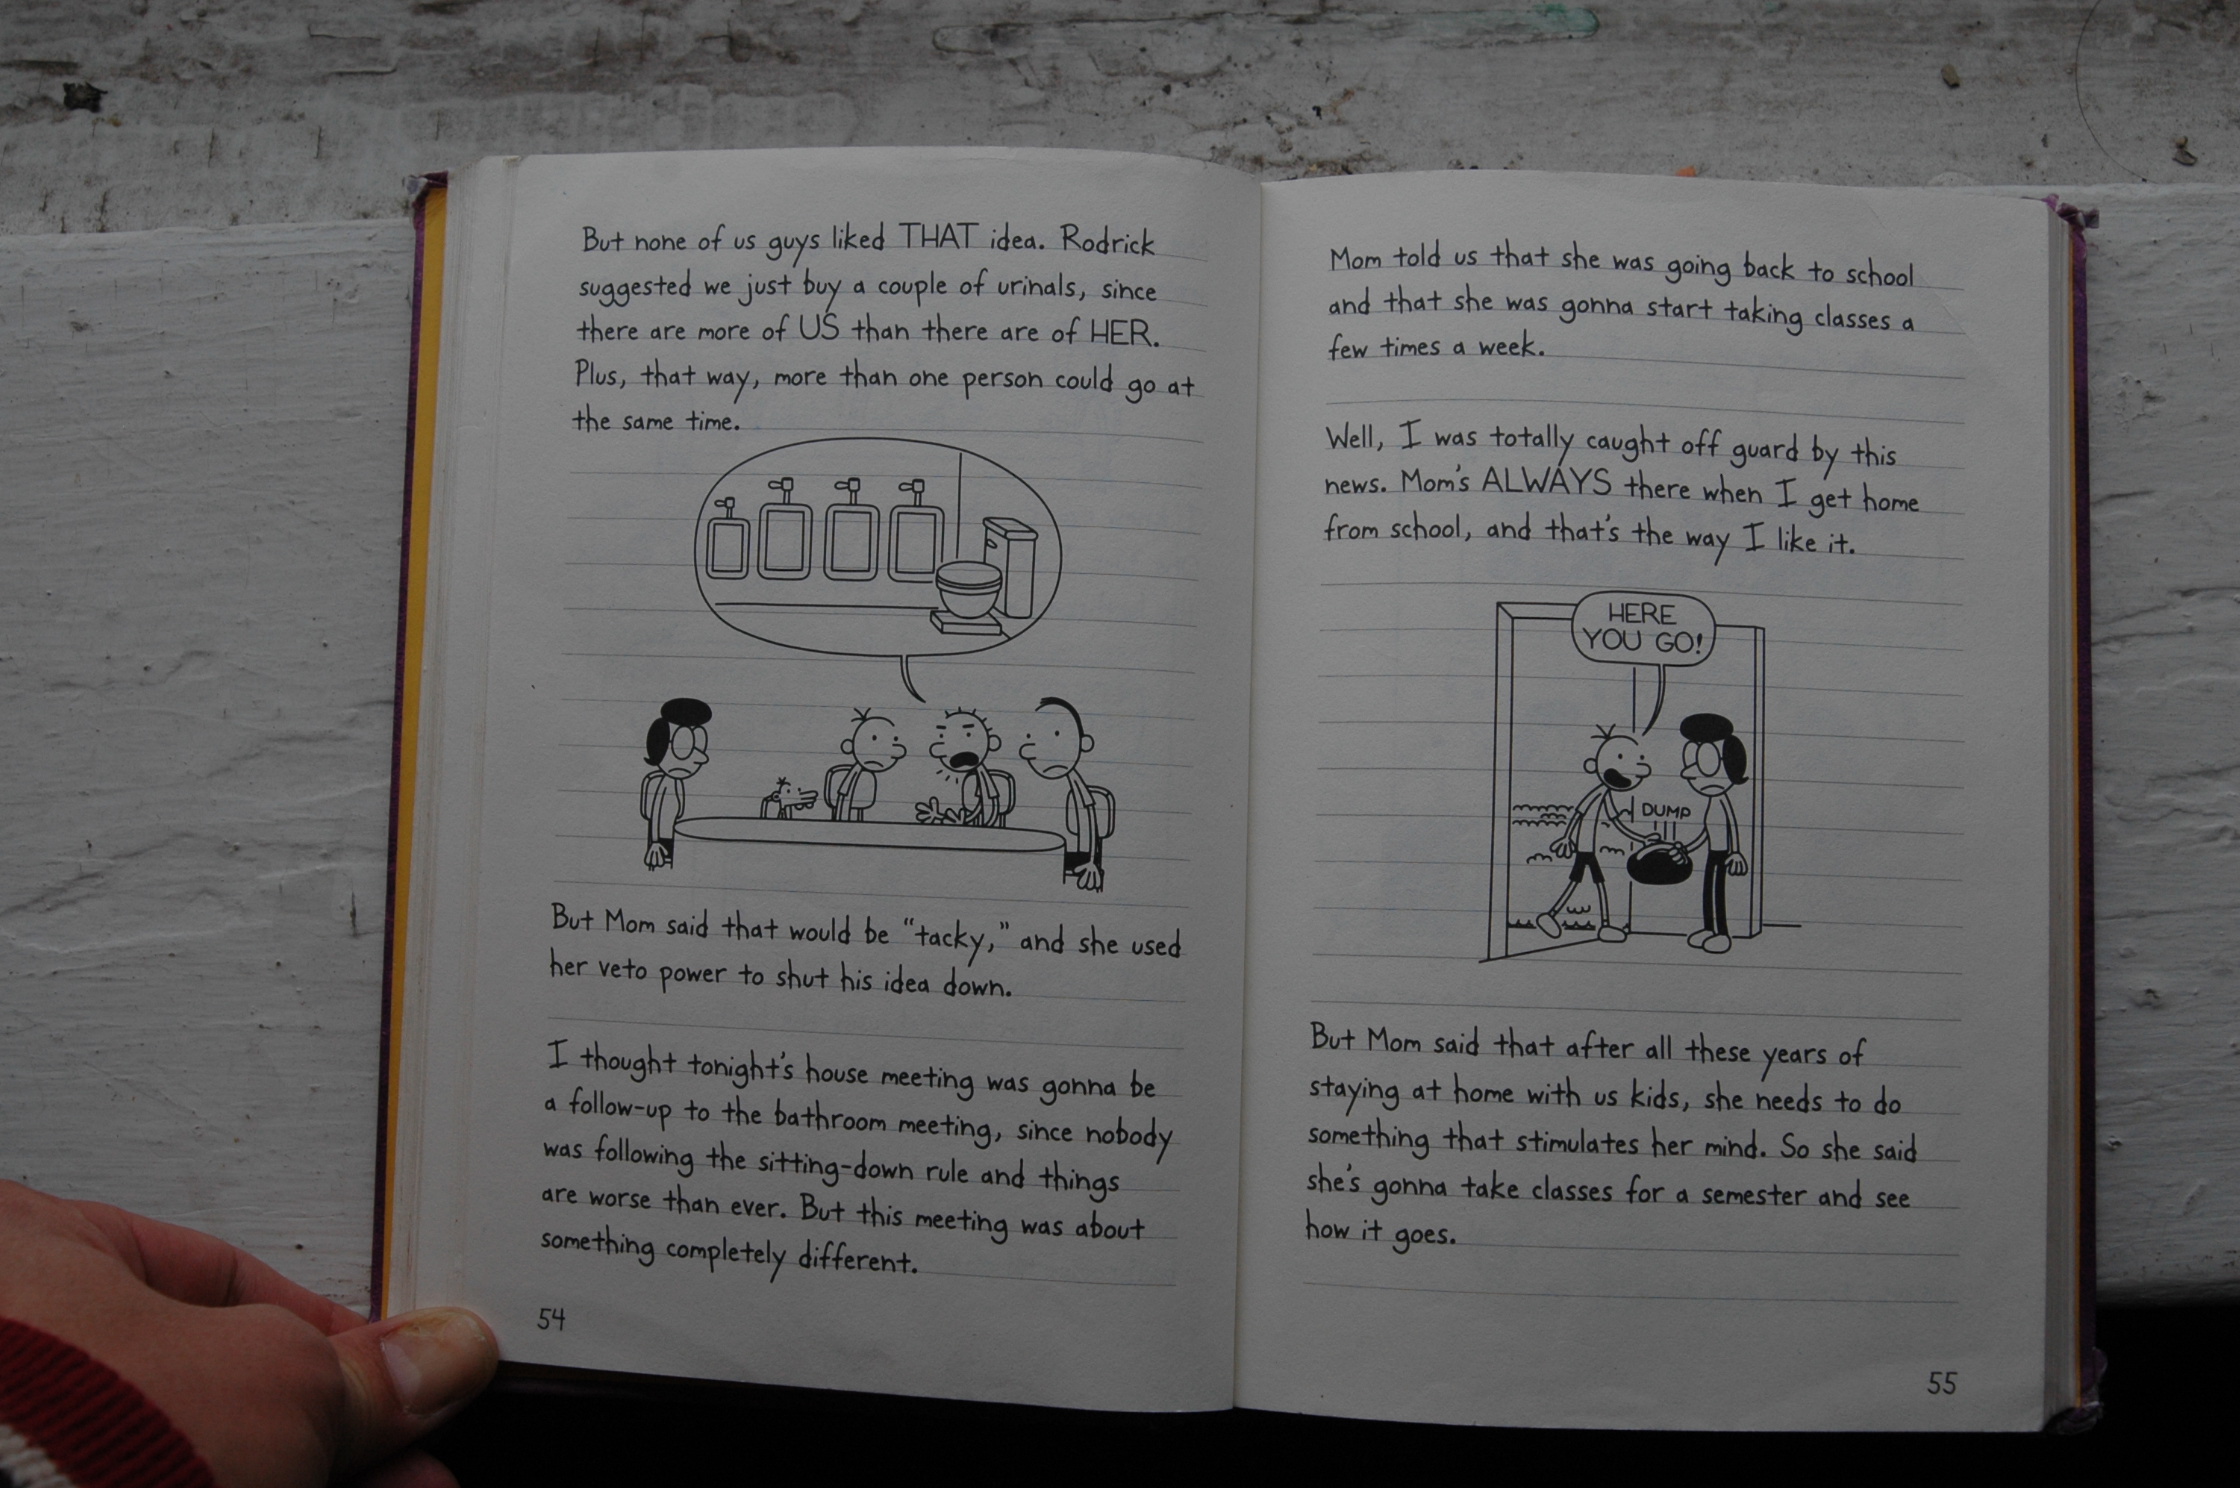 But none of us guys liked THAT idea. Rodrick
suggested we just buy a couple of urinals, since
there are more of US than there are of HER.
Plus, that way, more than one person could go at
the same time.
But Mom said that would be "tacky," and she used
her veto power to shut his idea down.
I thought tonight's house meeting was gonna be
a follow-up to the bathroom meeting, since nobody
was following the sitting-down rule and things
are worse than ever. But this meeting was about
something completely different.
54
Mom told us that she was going back to school
and that she was gonna start taking classes a
few times a week.
Well, I was totally caught off guard by this
news. Mom's ALWAYS there when I get home
from school, and that's the way I like it.
HERE
YOU GO!
DUMP
But Mom said that after all these years of
staying at home with us kids, she needs to do
something that stimulates her mind. So she said
she's gonna take classes for a semester and see
how it goes.
55